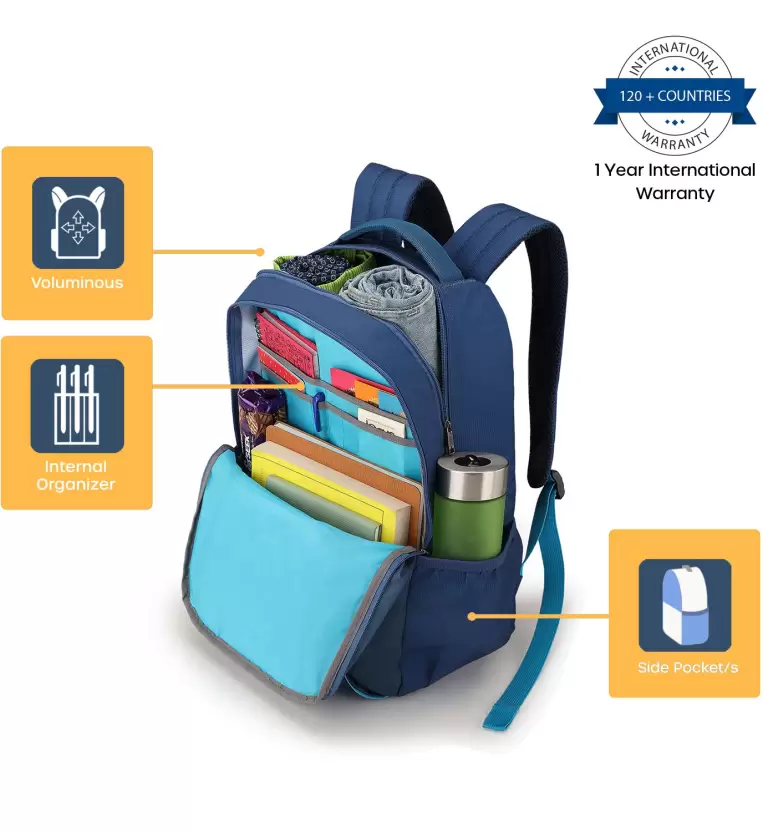 INTERNATIONAL
120 + COUNTRIES
WARRANTY
1 Year International
Warranty
Voluminous
Internal
Organizer
Side Pocket/s